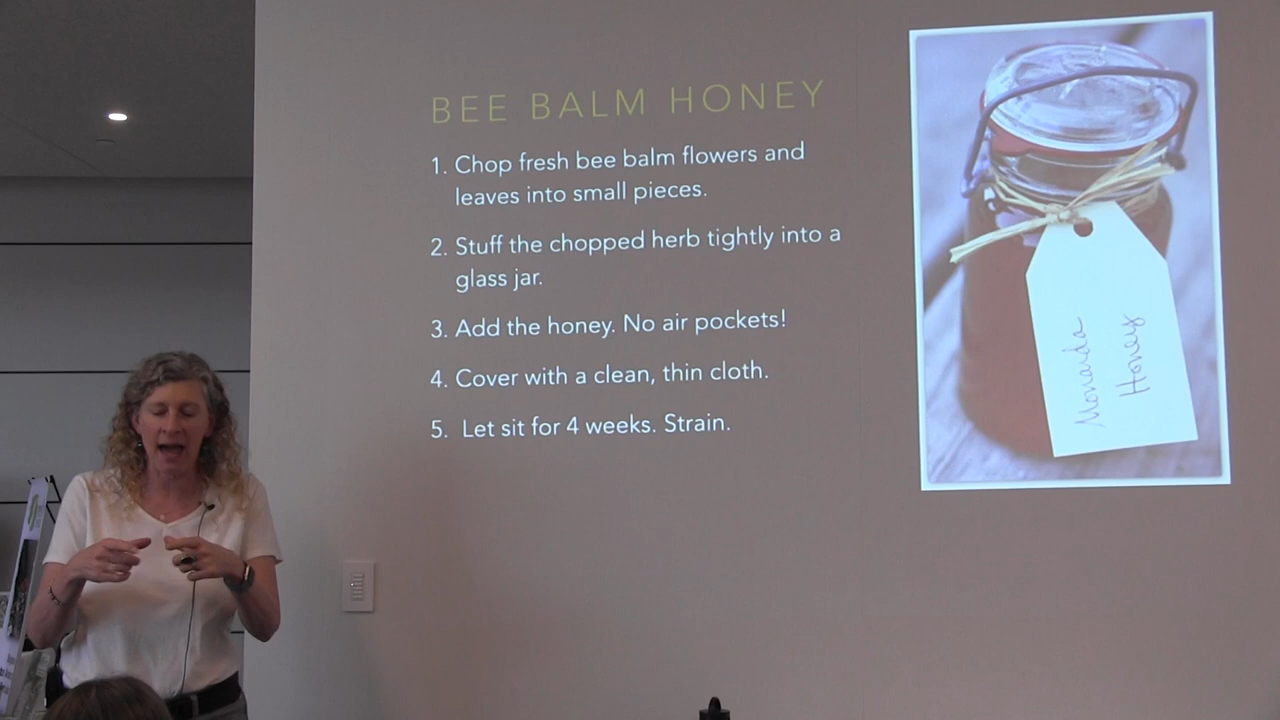 BEE BALM HONEY
1. Chop fresh bee balm flowers and
leaves into small pieces.
2. Stuff the chopped herb tightly into a
glass jar.
3. Add the honey. No air pockets!
4. Cover with a clean, thin cloth.
5. Let sit for 4 weeks. Strain.
Monarda
Honey